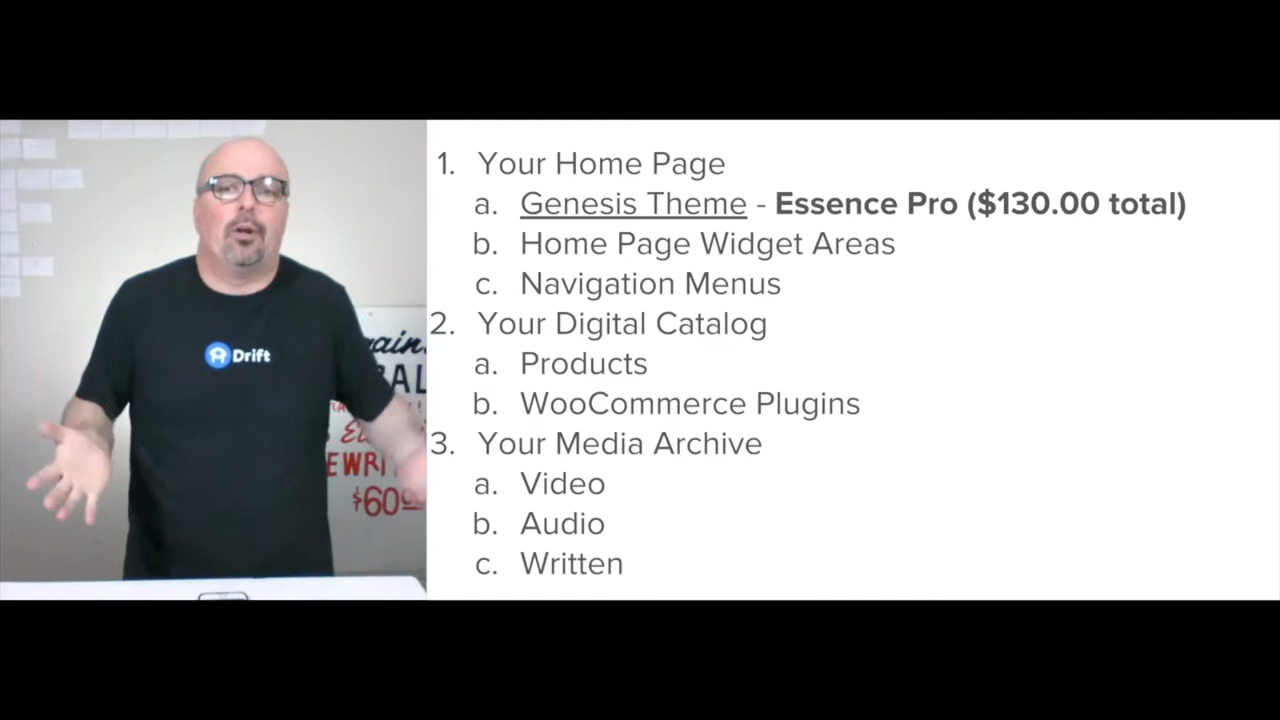 Drift
$60
1. Your Home Page
a. Genesis Theme - Essence Pro ($130.00 total)
b. Home Page Widget Areas
c. Navigation Menus
2. Your Digital Catalog
a. Products
b. WooCommerce Plugins
3. Your Media Archive
a. Video
b. Audio
c. Written